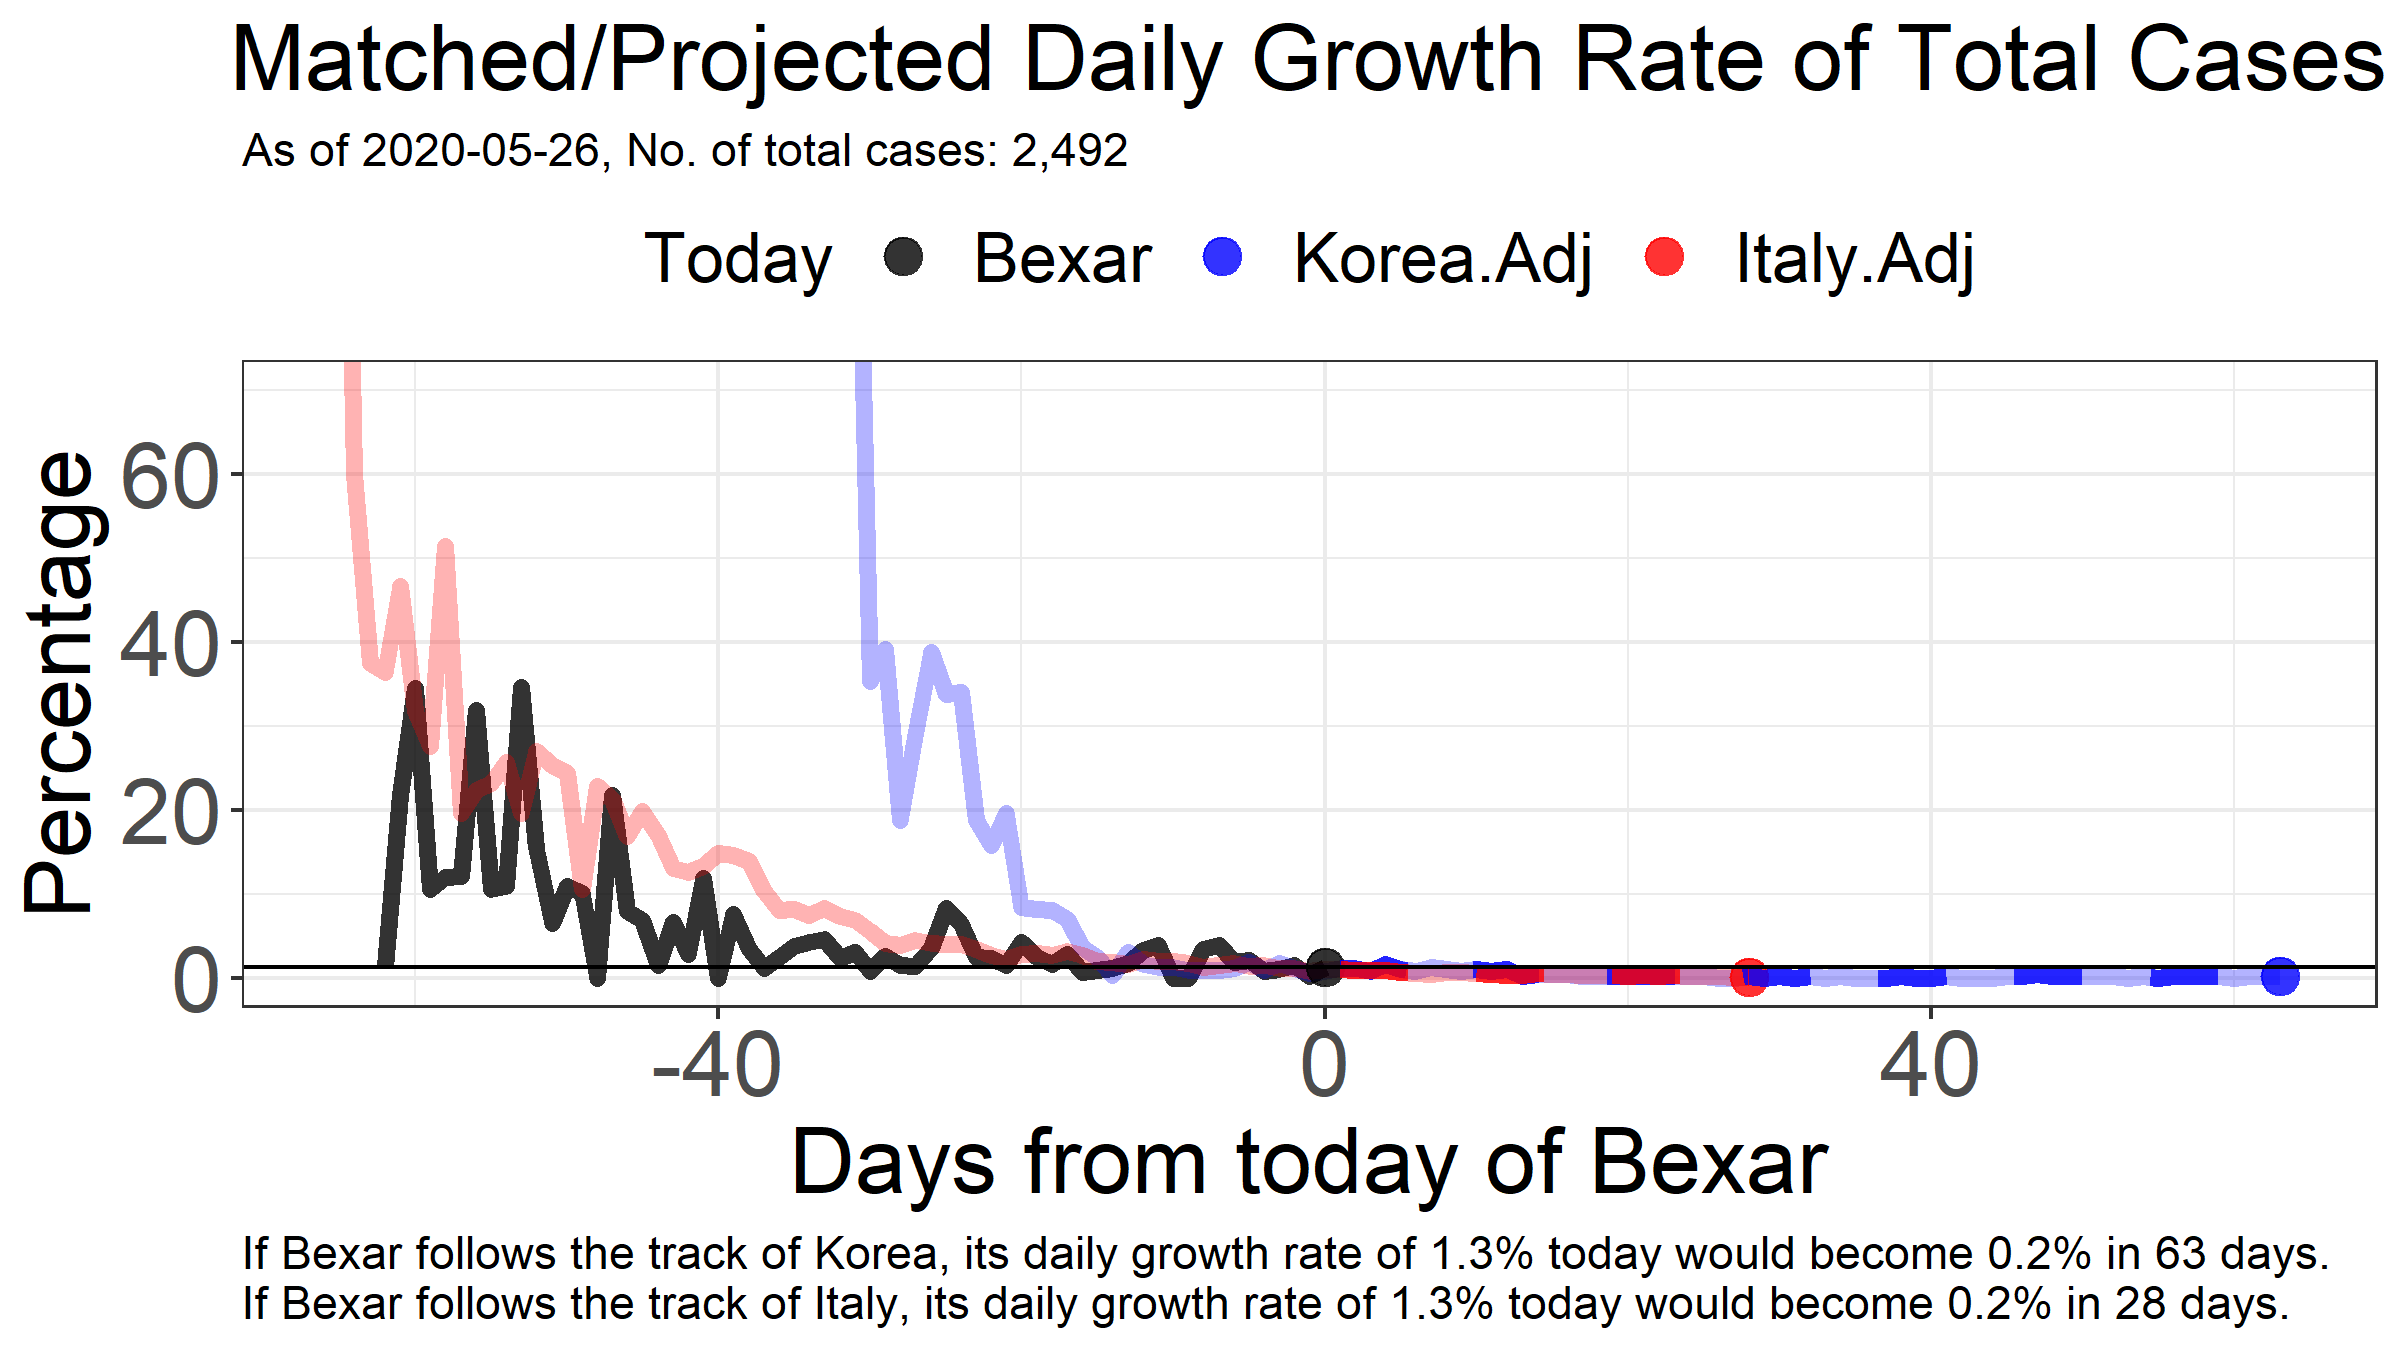 Matched/Projected Daily Growth Rate of Total Cases
As of 2020-05-26, No. of total cases: 2,492
Today Bexar Korea.Adj Italy.Adj
Percentage
60
40
20
0
-40 0 40
Days from today of Bexar
If Bexar follows the track of Korea, its daily growth rate of 1.3% today would become 0.2% in 63 days.
If Bexar follows the track of Italy, its daily growth rate of 1.3% today would become 0.2% in 28 days.